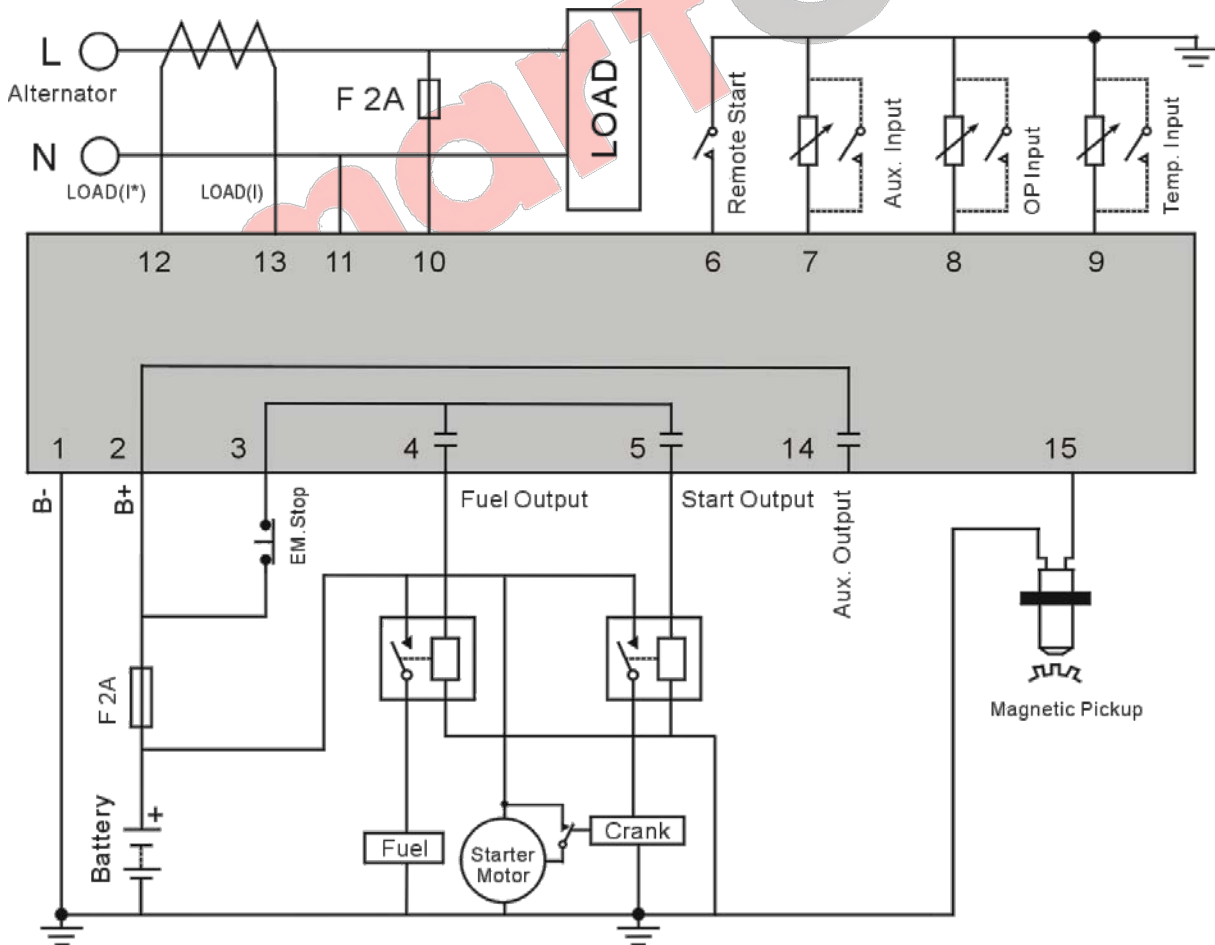 L
Alternator
N
LOAD(I*)
LOAD(I)
F 2A
LOAD
Remote Start
Aux. Input
OP Input
Temp. Input
12 13 11 10 6 7 8 9
1 2 3 4 5 14 15
B-
B+
EM.Stop
Fuel Output
Start Output
Aux. Output
F 2A
Magnetic Pickup
Battery
+
Fuel
Starter
Motor
Crank